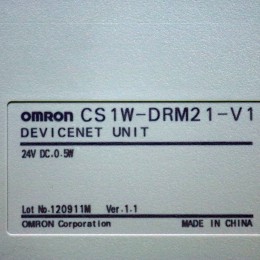 OMRON CS1W-DRM21-V1
DEVICENET UNIT
24V DC.0.5W
Lot No.120911M Ver.1.1
OMRON Corporation MADE IN CHINA